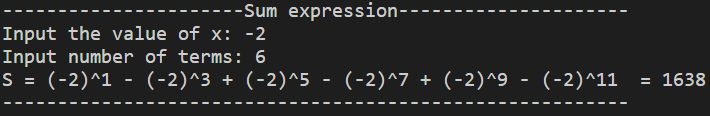 -----------------------Sum expression----------------------
Input the value of x: -2
Input number of terms: 6
S = (-2)^1 - (-2)^3 + (-2)^5 - (-2)^7 + (-2)^9 - (-2)^11  = 1638
------------------------------------------------------------